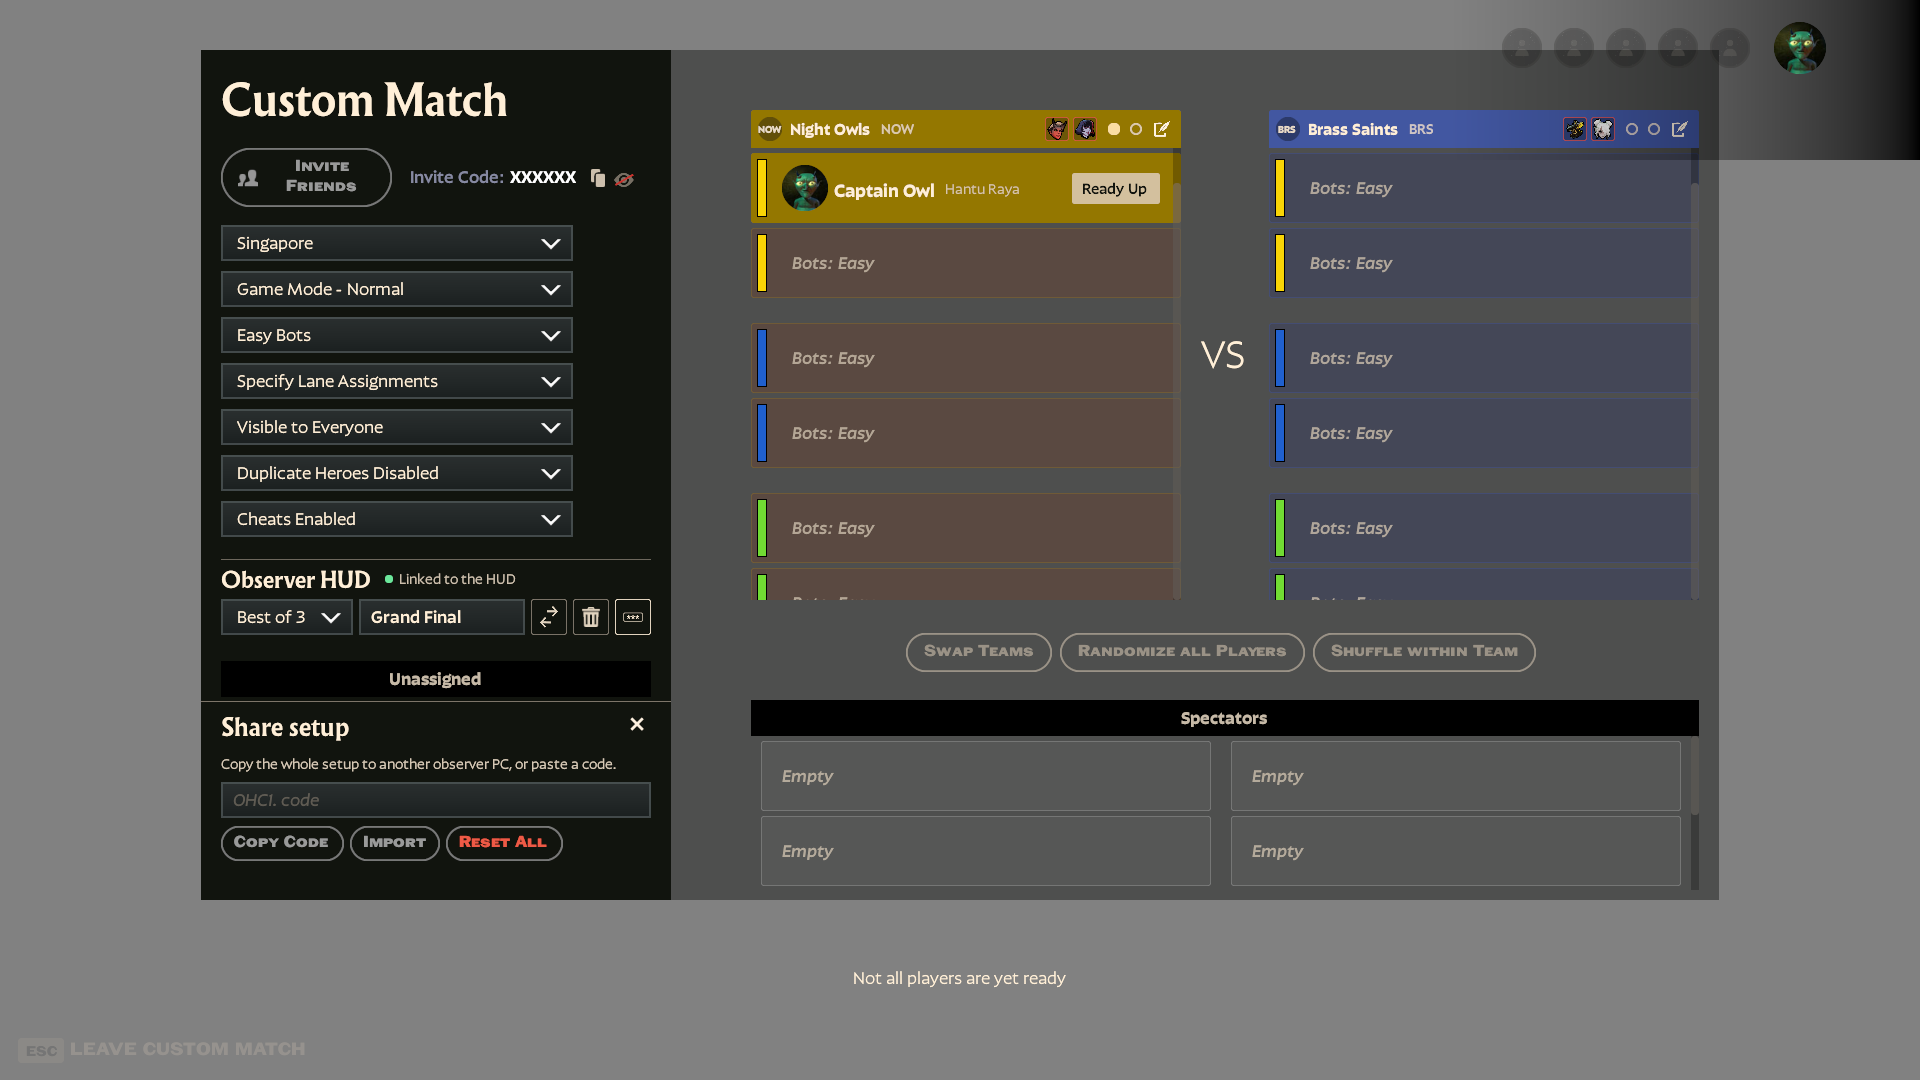 Custom Match
INVITE FRIENDS
Invite Code: XXXXXX
Singapore
Game Mode - Normal
Easy Bots
Specify Lane Assignments
Visible to Everyone
Duplicate Heroes Disabled
Cheats Enabled
Observer HUD Linked to the HUD
Best of 3 Grand Final ***
Unassigned
Share setup
Copy the whole setup to another observer PC, or paste a code.
OHC1. code
COPY CODE IMPORT RESET ALL
NOW Night Owls NOW
Captain Owl Hantu Raya Ready Up
Bots: Easy
Bots: Easy
Bots: Easy
Bots: Easy
Bots: Easy
VS
BRS Brass Saints BRS
Bots: Easy
Bots: Easy
Bots: Easy
Bots: Easy
Bots: Easy
Bots: Easy
SWAP TEAMS RANDOMIZE ALL PLAYERS SHUFFLE WITHIN TEAM
Spectators
Empty Empty
Empty Empty
Not all players are yet ready
ESC LEAVE CUSTOM MATCH